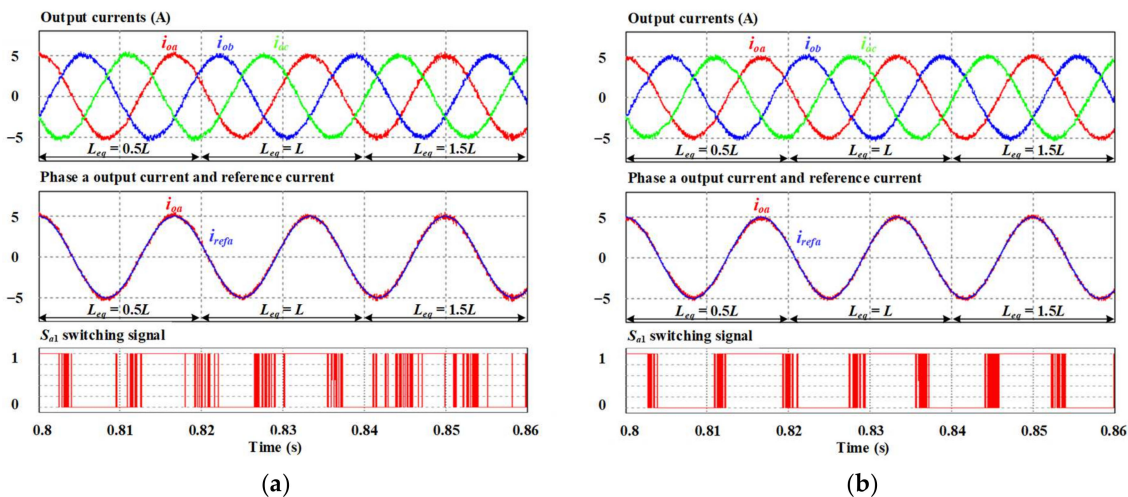 Output currents (A)
i_oa i_ob i_ac
5
0
−5
L_eq = 0.5L L_eq = L L_eq = 1.5L
Phase a output current and reference current
i_oa
5
i_refa
0
−5
L_eq = 0.5L L_eq = L L_eq = 1.5L
S_a1 switching signal
1
0
0.8 0.81 0.82 0.83 0.84 0.85 0.86
Time (s)
(a)
Output currents (A)
i_oa i_ob i_ac
5
0
−5
L_eq = 0.5L L_eq = L L_eq = 1.5L
Phase a output current and reference current
i_oa
5
i_refa
0
−5
L_eq = 0.5L L_eq = L L_eq = 1.5L
S_a1 switching signal
1
0
0.8 0.81 0.82 0.83 0.84 0.85 0.86
Time (s)
(b)